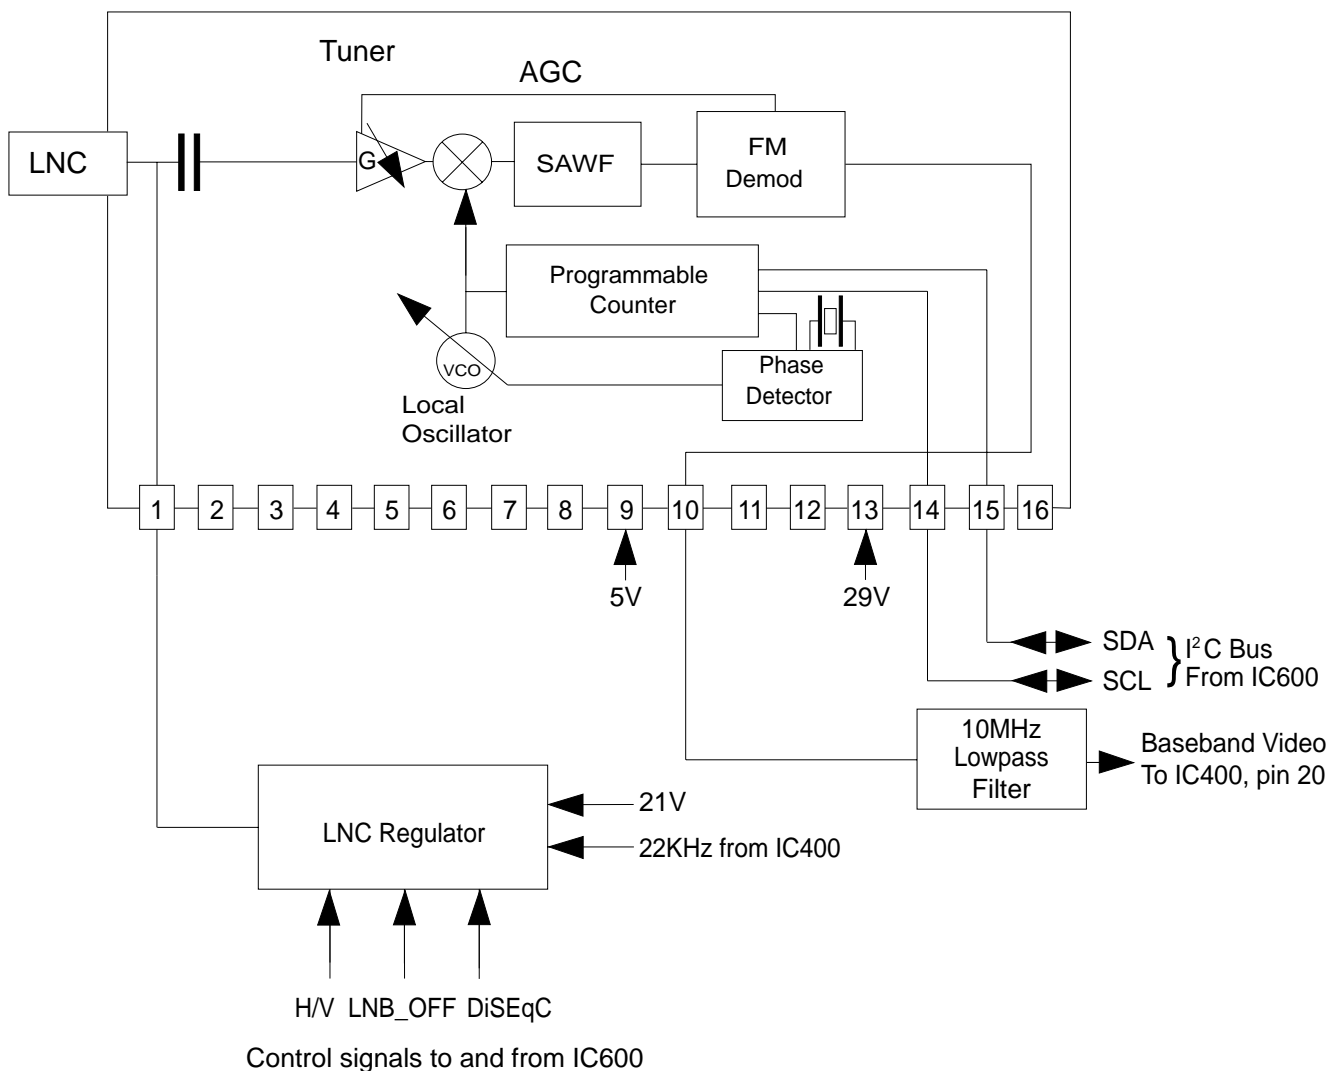 Tuner
AGC
LNC
G
SAWF
FM
Demod
Programmable
Counter
VCO
Phase
Detector
Local
Oscillator
1 2 3 4 5 6 7 8 9 10 11 12 13 14 15 16
5V
29V
SDA
SCL
} I²C Bus
From IC600
10MHz
Lowpass
Filter
Baseband Video
To IC400, pin 20
LNC Regulator
21V
22KHz from IC400
H/V LNB_OFF DiSEqC
Control signals to and from IC600